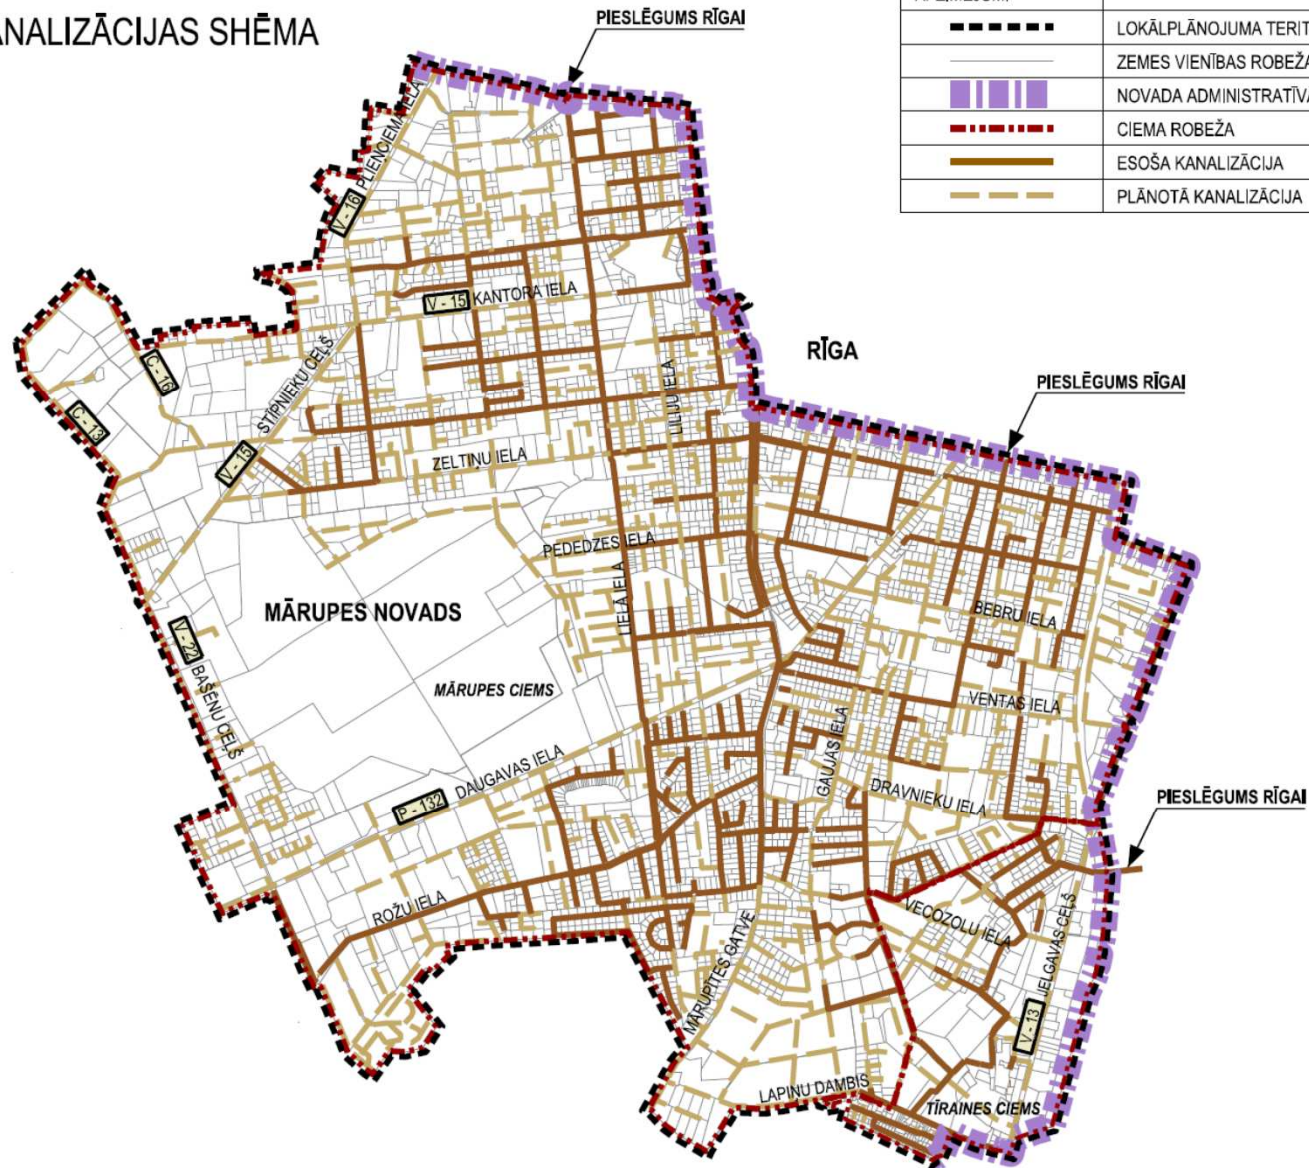 ANALIZĀCIJAS SHĒMA
PIESLĒGUMS RĪGAI
LOKĀLPLĀNOJUMA TERIT
ZEMES VIENĪBAS ROBEŽA
NOVADA ADMINISTRATĪVA
CIEMA ROBEŽA
ESOŠA KANALIZĀCIJA
PLĀNOTĀ KANALIZĀCIJA
PLIENCIEMA IELA
V - 16
V - 15
KANTORA IELA
RĪGA
C - 16
STĪPNIEKU CEĻŠ
LILIJU IELA
PIESLĒGUMS RĪGAI
C - 13
V - 15
ZELTIŅU IELA
PEDEDZES IELA
LIELĀ IELA
MĀRUPES NOVADS
BEBRU IELA
V - 22
BAŠĒNU CEĻŠ
MĀRUPES CIEMS
VENTAS IELA
GAUJAS IELA
DAUGAVAS IELA
P - 132
DRAVNIEKU IELA
PIESLĒGUMS RĪGAI
ROŽU IELA
VECOZOLU IELA
JELGAVAS CEĻŠ
MĀRUPĪTES GATVE
V - 13
LAPIŅU DAMBIS
TĪRAINES CIEMS